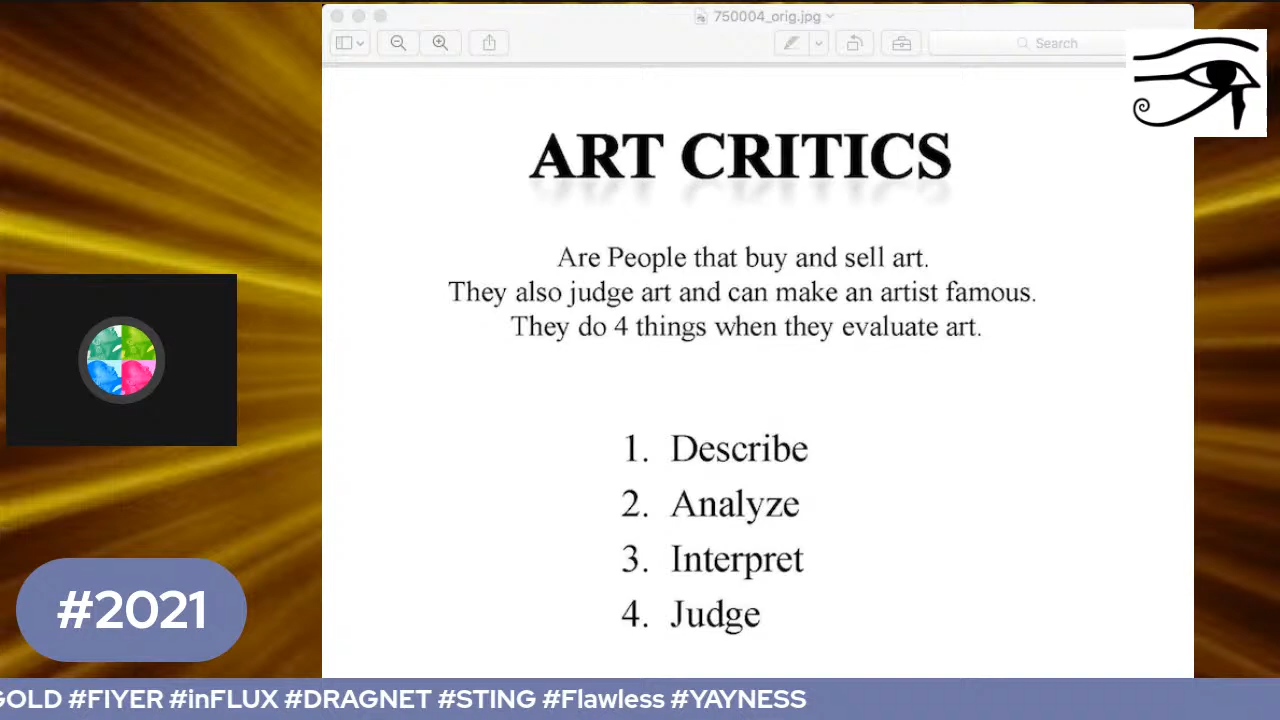 750004_orig.jpg
Search
ART CRITICS
Are People that buy and sell art.
They also judge art and can make an artist famous.
They do 4 things when they evaluate art.
1. Describe
2. Analyze
3. Interpret
4. Judge
#2021
GOLD #FIYER #inFLUX #DRAGNET #STING #Flawless #YAYNESS